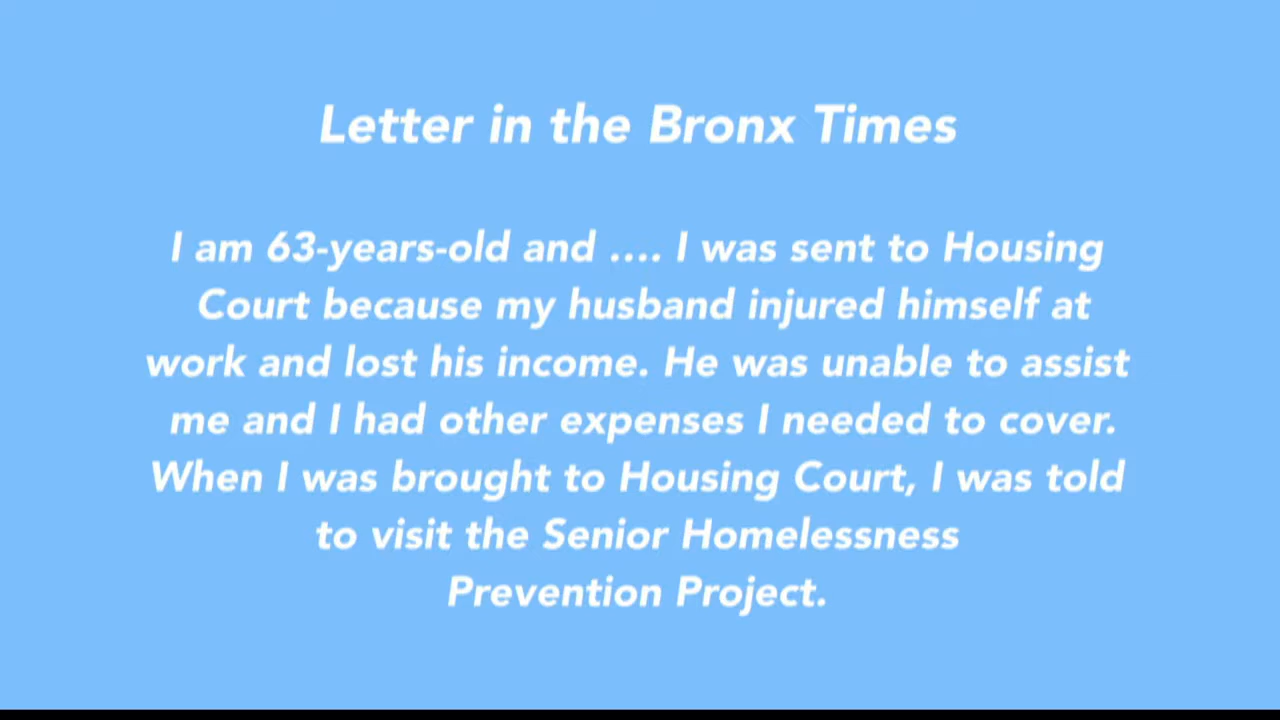 Letter in the Bronx Times
I am 63-years-old and .... I was sent to Housing
Court because my husband injured himself at
work and lost his income. He was unable to assist
me and I had other expenses I needed to cover.
When I was brought to Housing Court, I was told
to visit the Senior Homelessness
Prevention Project.